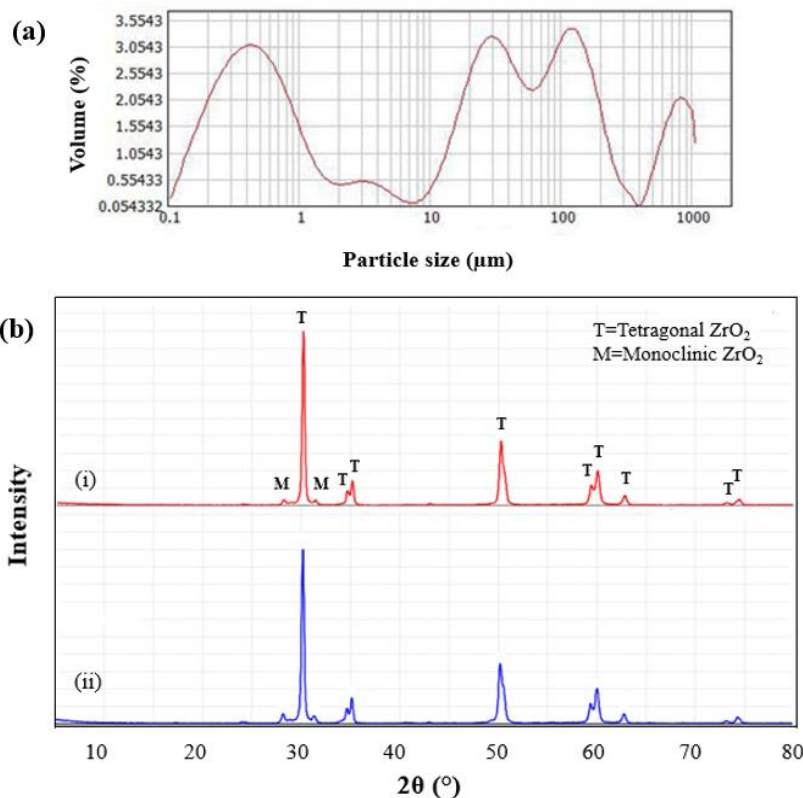 (a)
Volume (%)
3.5543
3.0543
2.5543
2.0543
1.5543
1.0543
0.55433
0.054332
0.1 1 10 100 1000
Particle size (µm)
(b)
Intensity
T=Tetragonal ZrO₂
M=Monoclinic ZrO₂
(i)
M T M T T T T T T T T
(ii)
10 20 30 40 50 60 70 80
2θ (°)